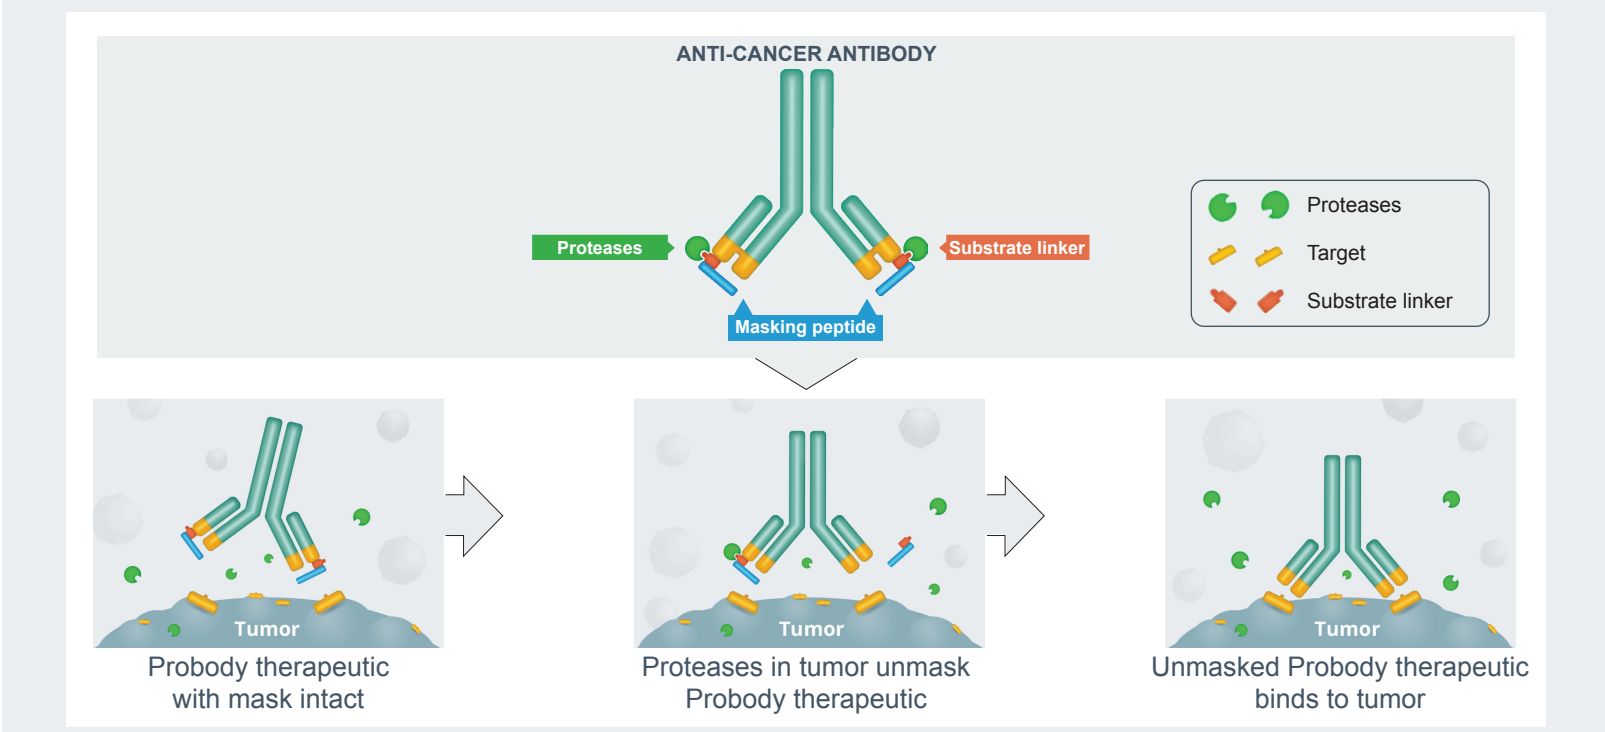 ANTI-CANCER ANTIBODY
Proteases
Substrate linker
Masking peptide
Proteases
Target
Substrate linker
Tumor
Probody therapeutic
with mask intact
Tumor
Proteases in tumor unmask
Probody therapeutic
Tumor
Unmasked Probody therapeutic
binds to tumor